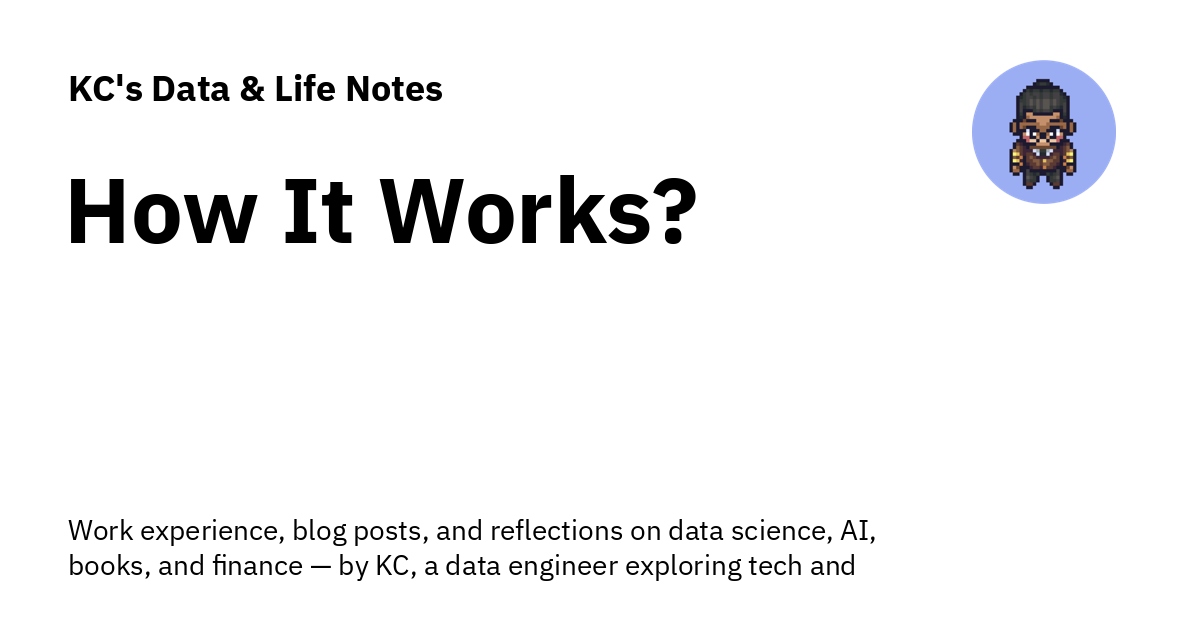 KC's Data & Life Notes
How It Works?
Work experience, blog posts, and reflections on data science, AI,
books, and finance — by KC, a data engineer exploring tech and